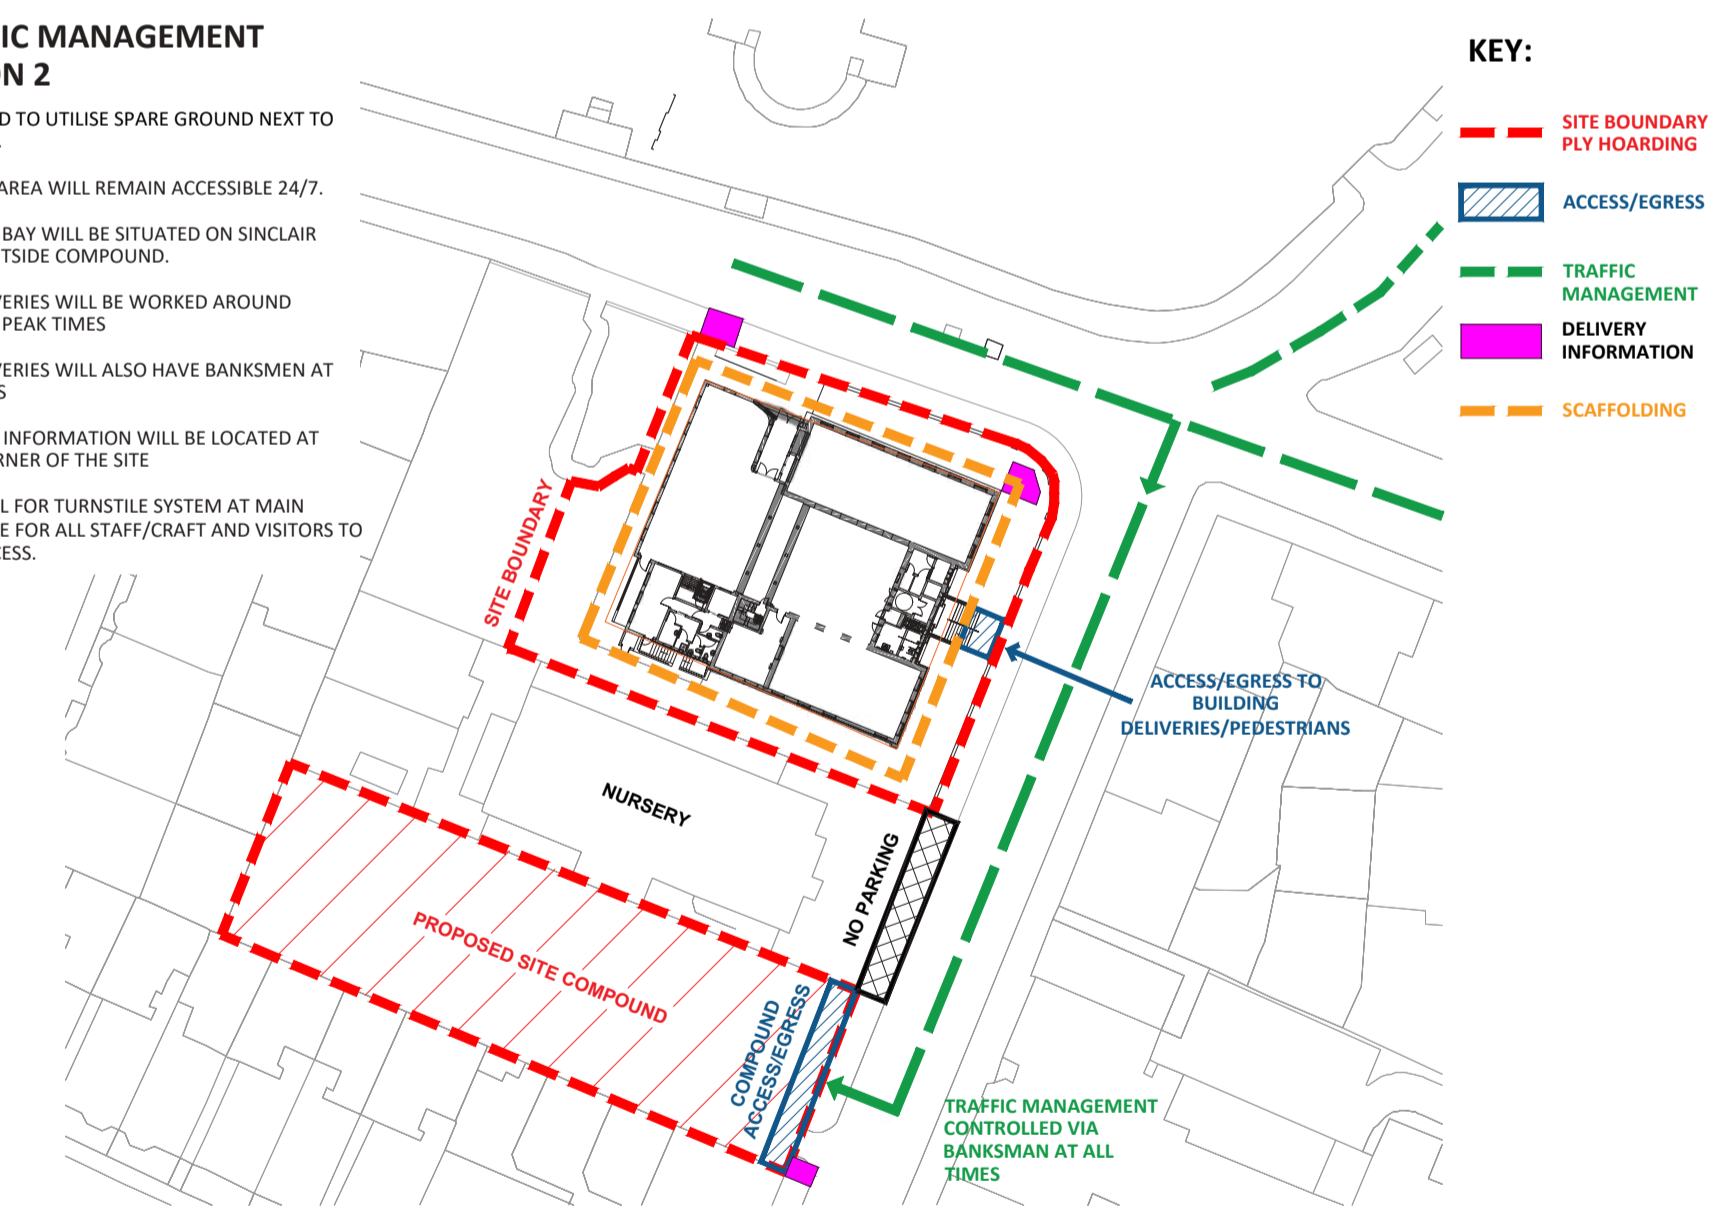 IC MANAGEMENT
ON 2
D TO UTILISE SPARE GROUND NEXT TO
AREA WILL REMAIN ACCESSIBLE 24/7.
BAY WILL BE SITUATED ON SINCLAIR
TSIDE COMPOUND.
VERIES WILL BE WORKED AROUND
PEAK TIMES
VERIES WILL ALSO HAVE BANKSMEN AT
S
INFORMATION WILL BE LOCATED AT
RNER OF THE SITE
L FOR TURNSTILE SYSTEM AT MAIN
E FOR ALL STAFF/CRAFT AND VISITORS TO
CESS.
KEY:
SITE BOUNDARY
PLY HOARDING
ACCESS/EGRESS
TRAFFIC
MANAGEMENT
DELIVERY
INFORMATION
SCAFFOLDING
SITE BOUNDARY
ACCESS/EGRESS TO
BUILDING
DELIVERIES/PEDESTRIANS
NURSERY
NO PARKING
PROPOSED SITE COMPOUND
COMPOUND
ACCESS/EGRESS
TRAFFIC MANAGEMENT
CONTROLLED VIA
BANKSMAN AT ALL
TIMES